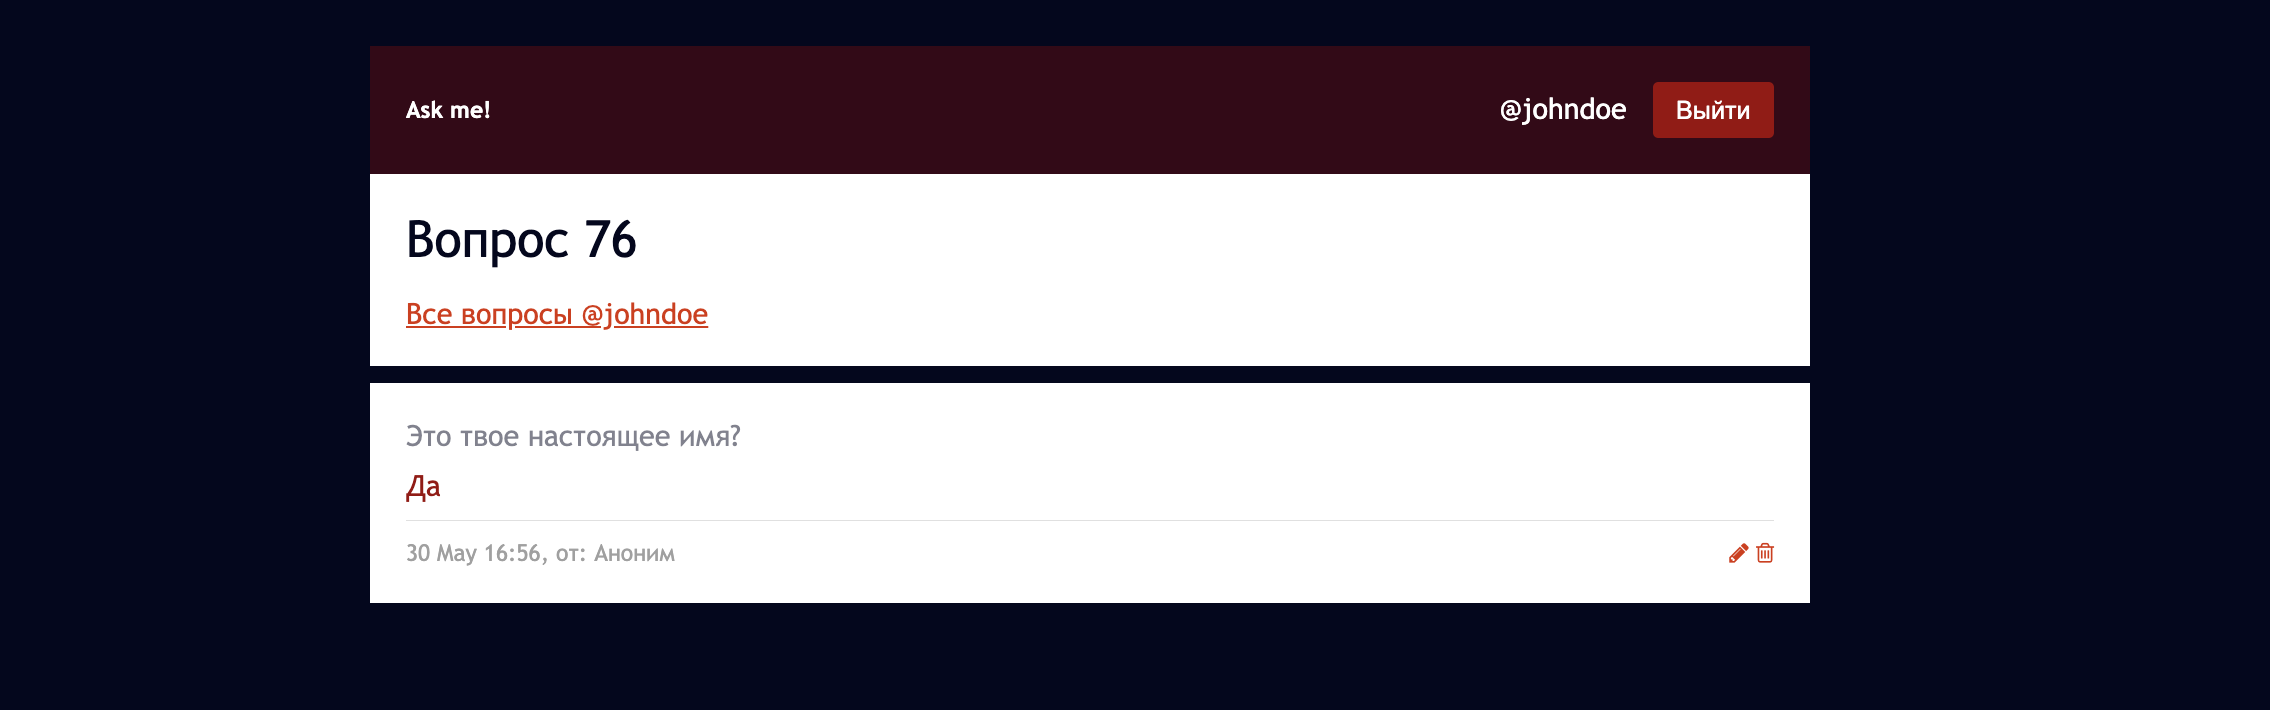 Ask me!
@johndoe
Выйти
Вопрос 76
Все вопросы @johndoe
Это твое настоящее имя?
Да
30 May 16:56, от: Аноним